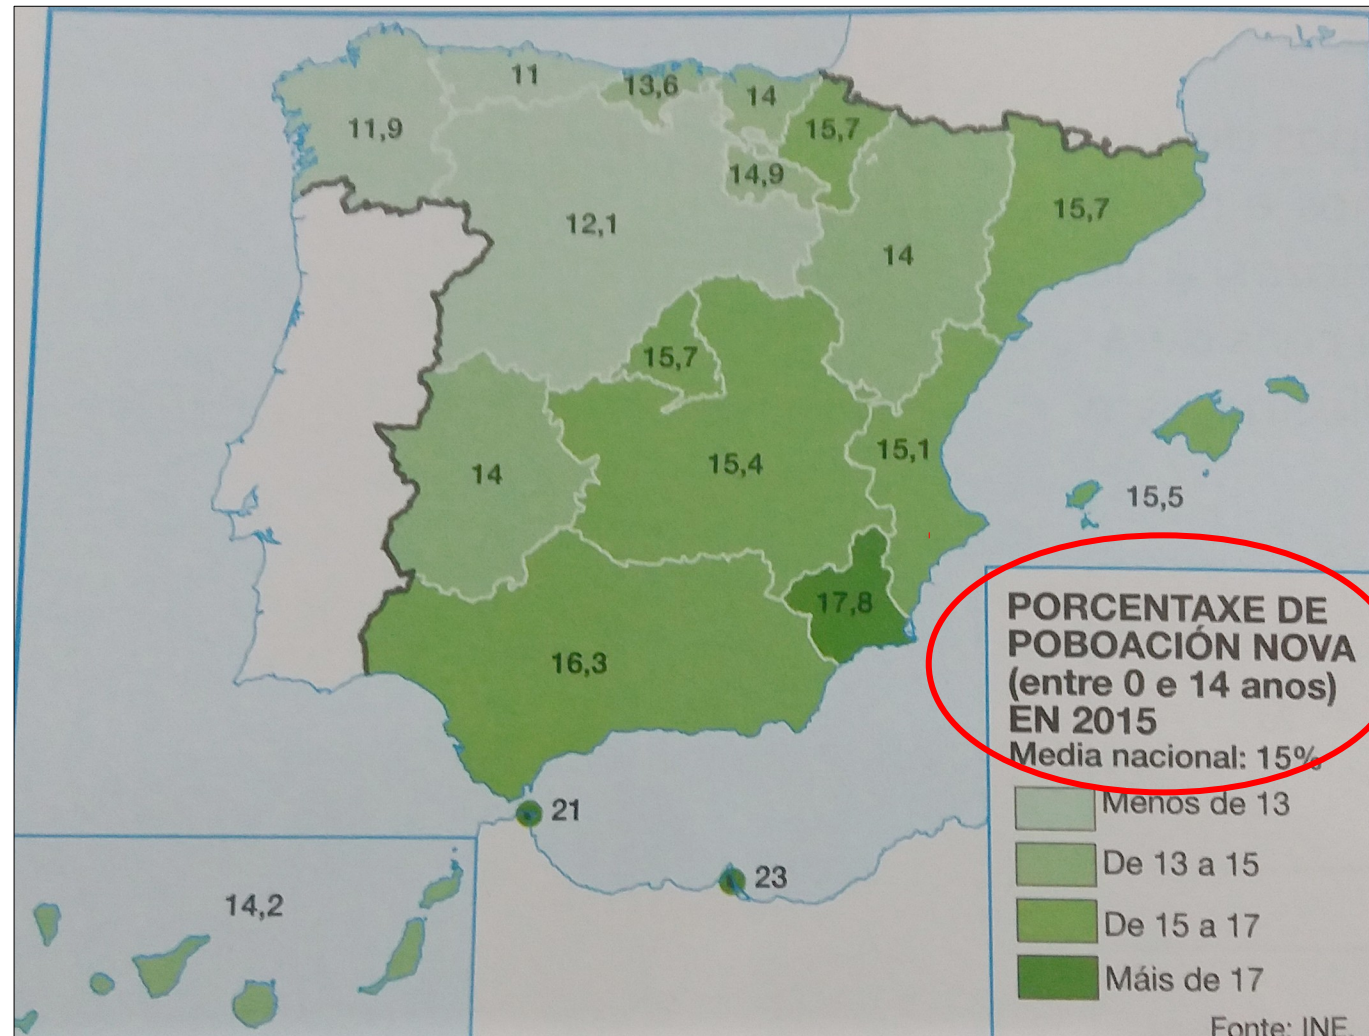 11
13,6
14
11,9
15,7
14,9
15,7
12,1
14
15,7
15,4
15,1
14
15,5
17,8
16,3
21
23
14,2
PORCENTAXE DE
POBOACIÓN NOVA
(entre 0 e 14 anos)
EN 2015
Media nacional: 15%
Menos de 13
De 13 a 15
De 15 a 17
Máis de 17
Fonte: INE.